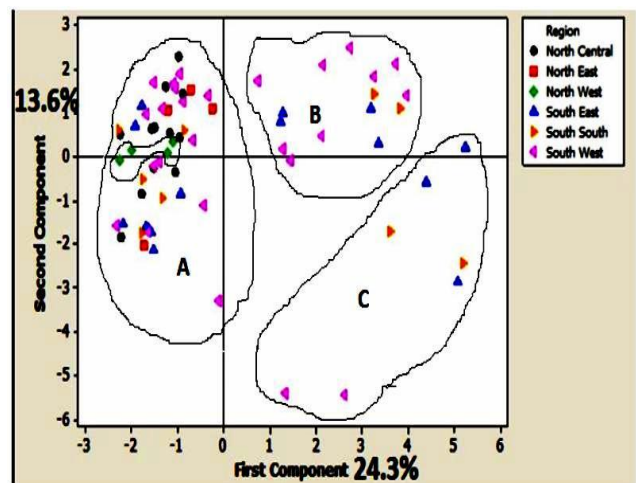 3
2
13.6%
1
0
-1
-2
-3
-4
-5
-6
Second Component
A
B
C
-3 -2 -1 0 1 2 3 4 5 6
First Component 24.3%
Region
North Central
North East
North West
South East
South South
South West